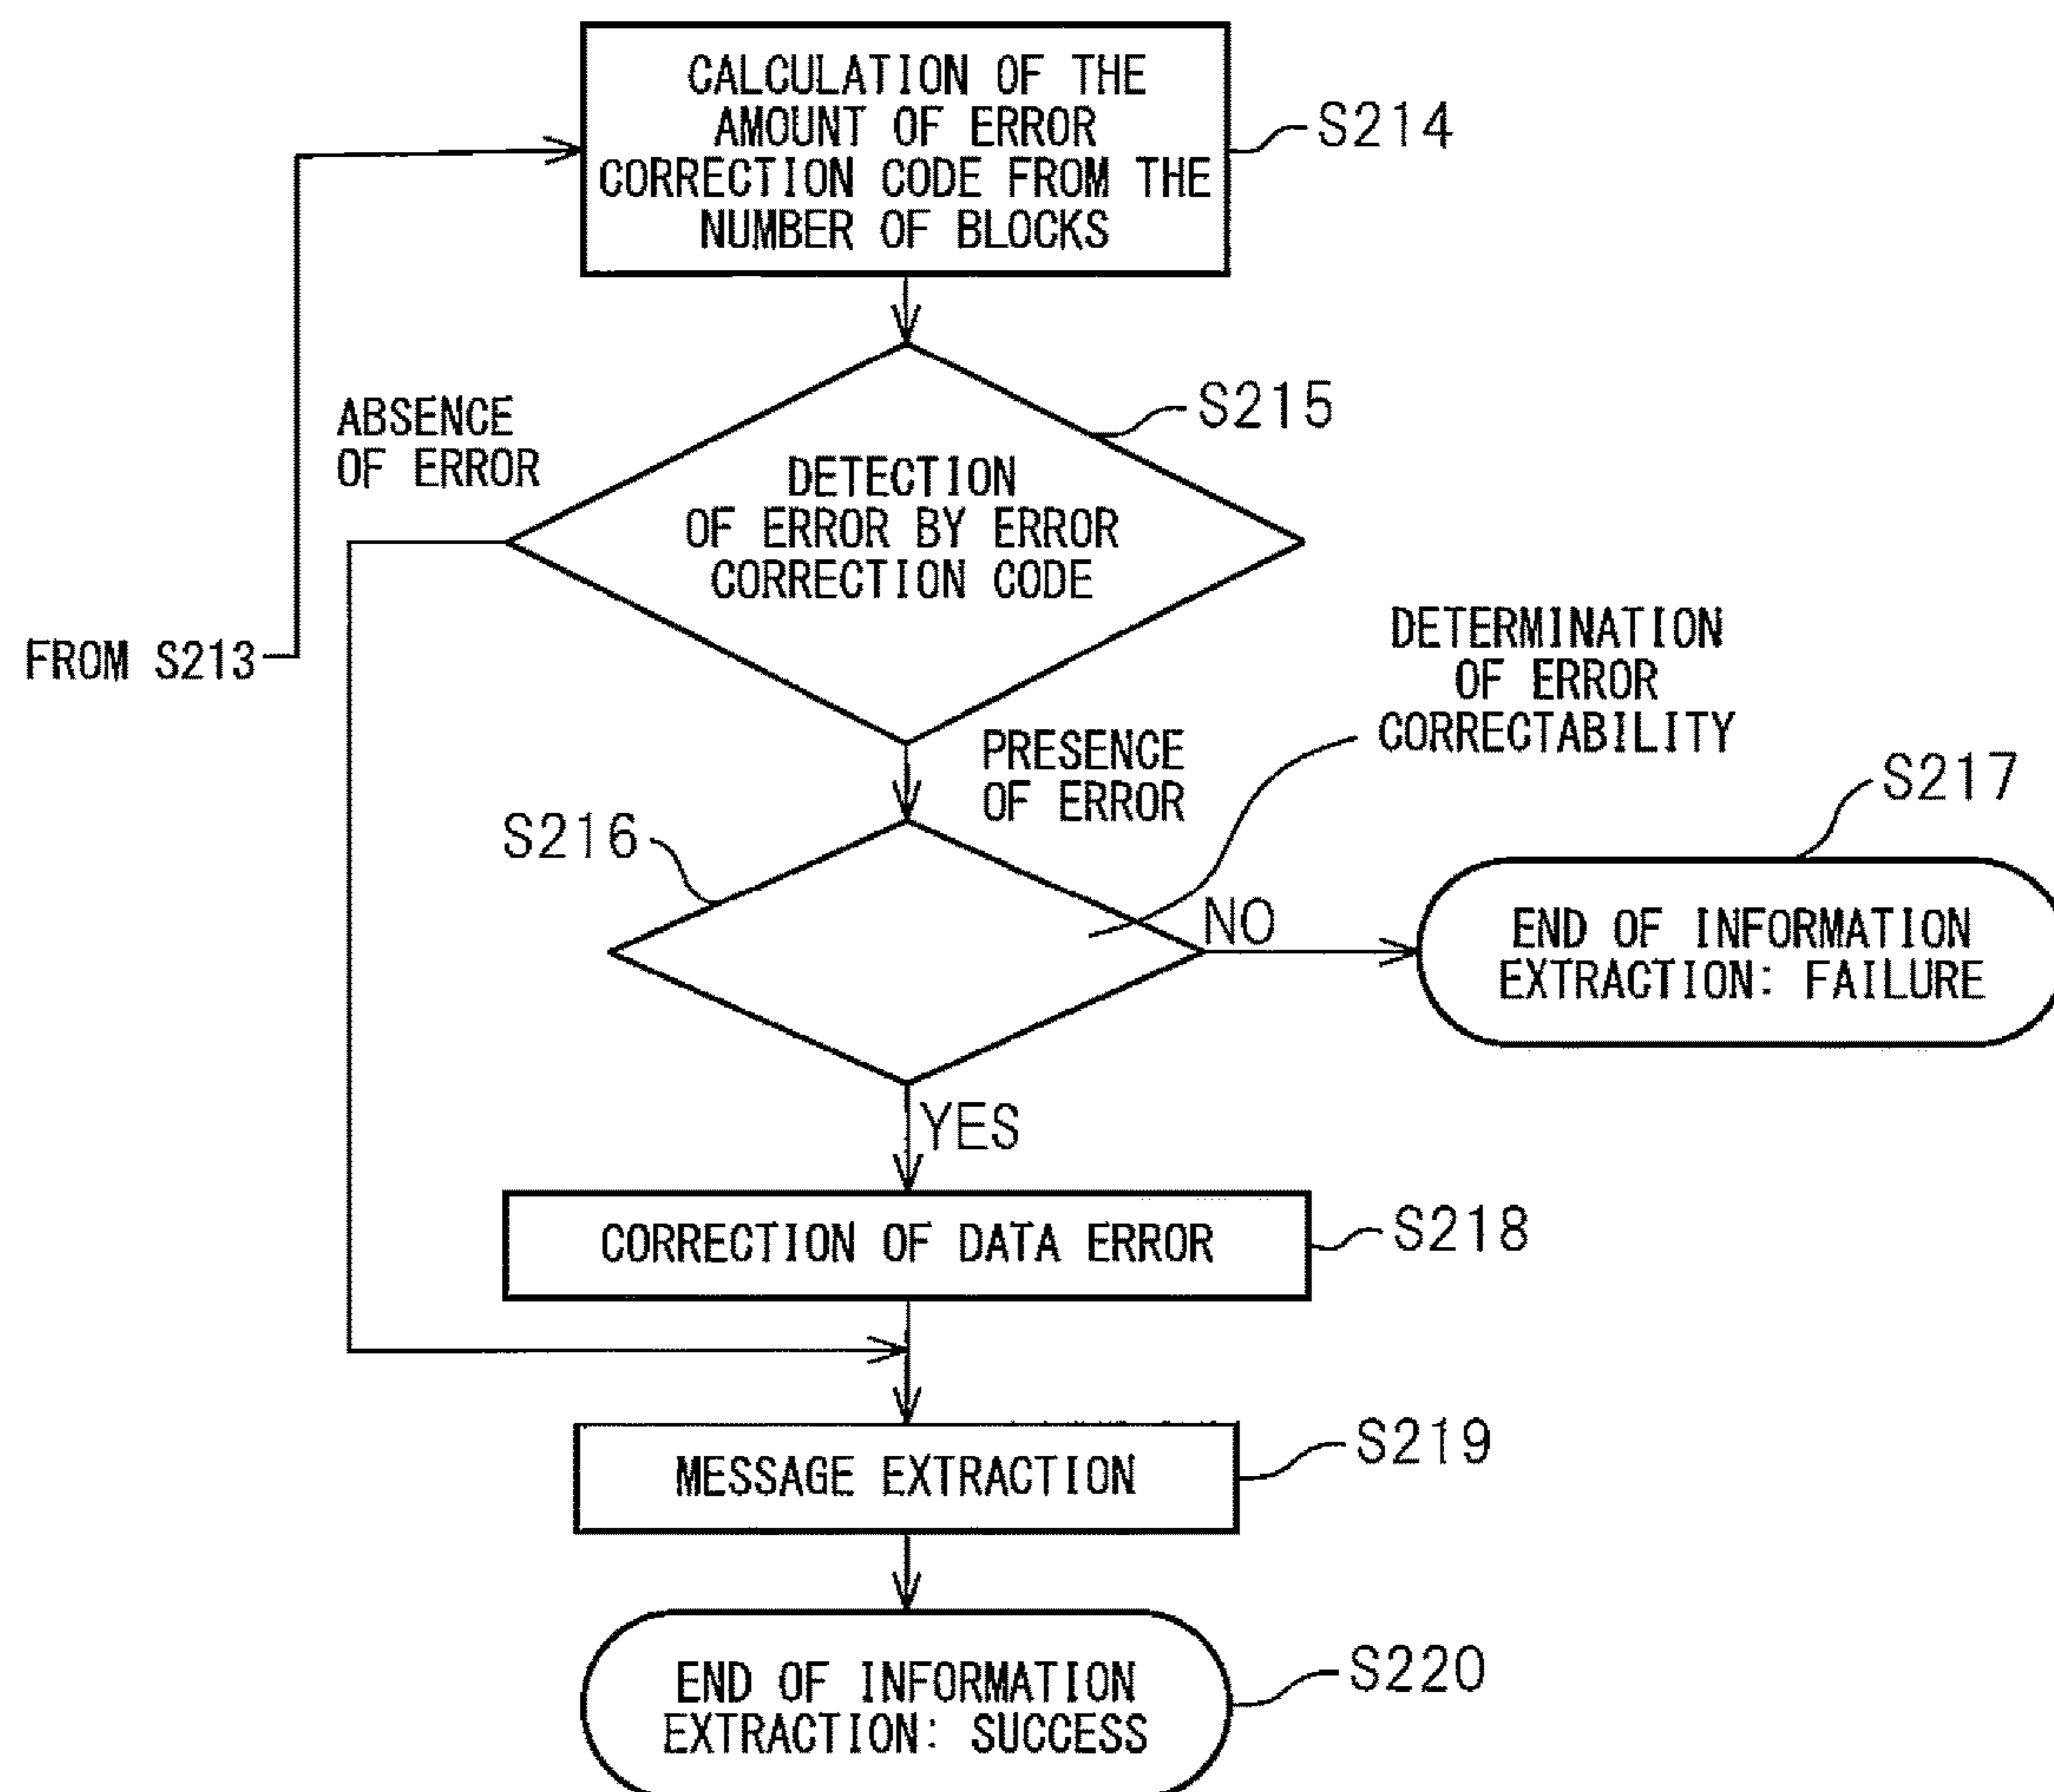 CALCULATION OF THE
AMOUNT OF ERROR
CORRECTION CODE FROM THE
NUMBER OF BLOCKS
S214
ABSENCE
OF ERROR
S215
DETECTION
OF ERROR BY ERROR
CORRECTION CODE
FROM S213
DETERMINATION
OF ERROR
CORRECTABILITY
PRESENCE
OF ERROR
S216
S217
NO
END OF INFORMATION
EXTRACTION: FAILURE
YES
CORRECTION OF DATA ERROR
S218
MESSAGE EXTRACTION
S219
END OF INFORMATION
EXTRACTION: SUCCESS
S220